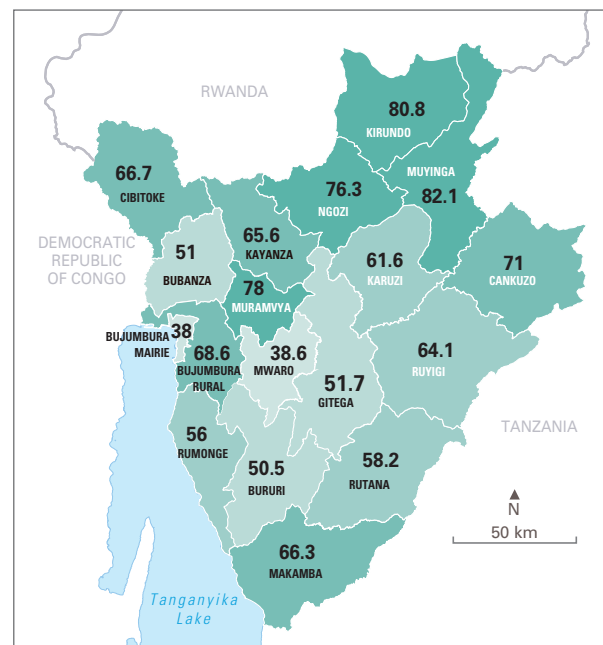 RWANDA
80.8
KIRUNDO
66.7
CIBITOKE
76.3
NGOZI
MUYINGA
82.1
65.6
KAYANZA
DEMOCRATIC
REPUBLIC
OF CONGO
51
BUBANZA
61.6
KARUZI
71
CANKUZO
78
MURAMVYA
38
BUJUMBURA
MAIRIE
68.6
BUJUMBURA
RURAL
38.6
MWARO
51.7
GITEGA
64.1
RUYIGI
56
RUMONGE
TANZANIA
50.5
BURURI
58.2
RUTANA
N
50 km
66.3
MAKAMBA
Tanganyika
Lake